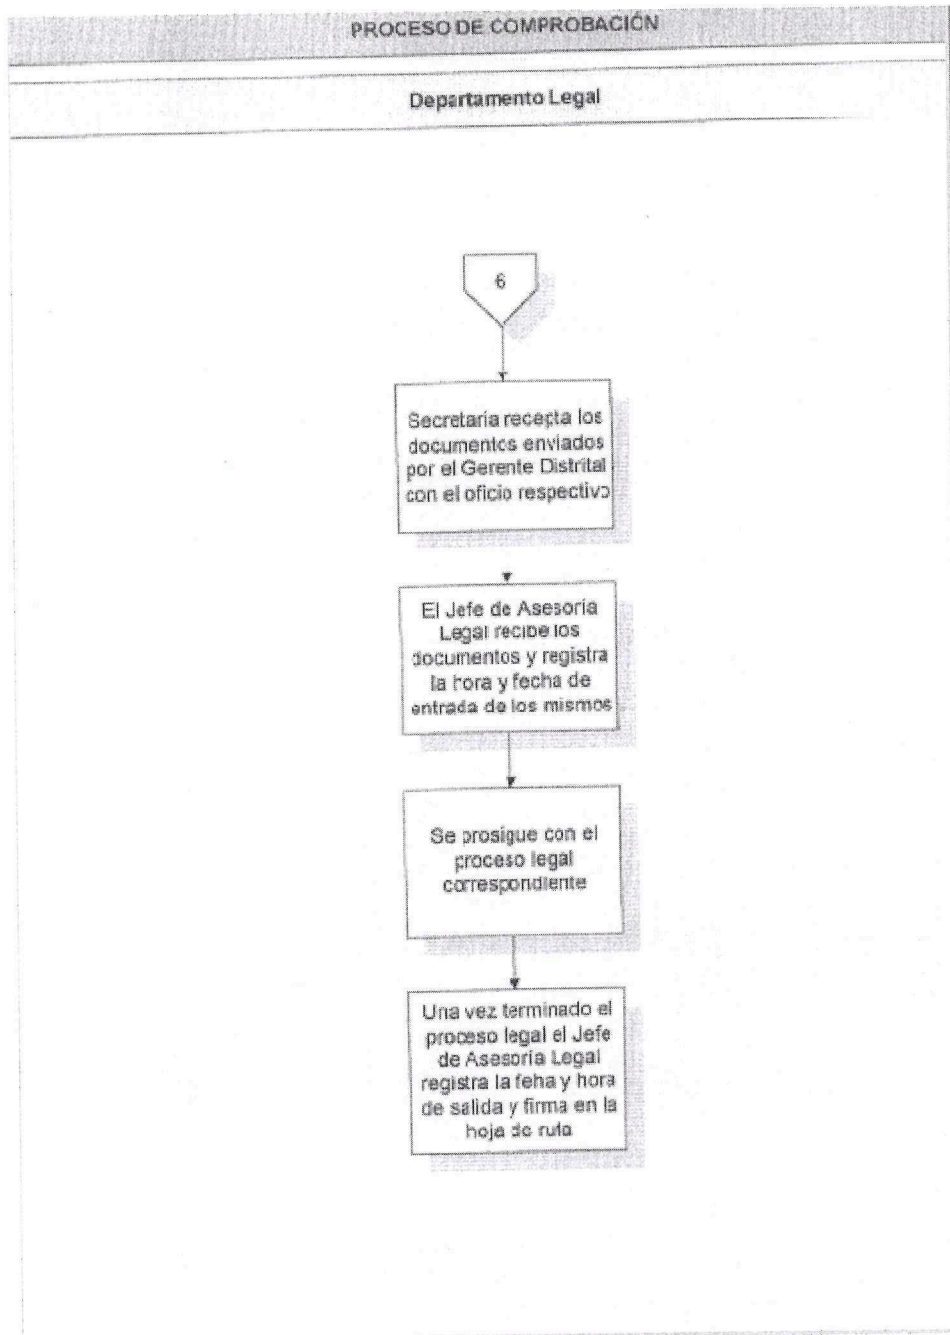 PROCESO DE COMPROBACIÓN
Departamento Legal
6
Secretaría recepta los
documentos enviados
por el Gerente Distrital
con el oficio respectivo
El Jefe de Asesoría
Legal recibe los
documentos y registra
la hora y fecha de
entrada de los mismos
Se prosigue con el
proceso legal
correspondiente
Una vez terminado el
proceso legal el Jefe
de Asesoría Legal
registra la feha y hora
de salida y firma en la
hoja de ruta